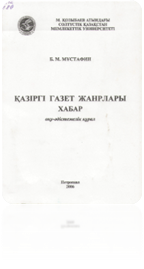 М. ҚОЗЫБАЕВ АТЫНДАҒЫ
СОЛТҮСТІК ҚАЗАҚСТАН
МЕМЛЕКЕТТІК УНИВЕРСИТЕТІ
Б. М. МҰСТАФИН
ҚАЗІРГІ ГАЗЕТ ЖАНРЛАРЫ
ХАБАР
оқу-әдістемелік құрал
Петропавл
2006